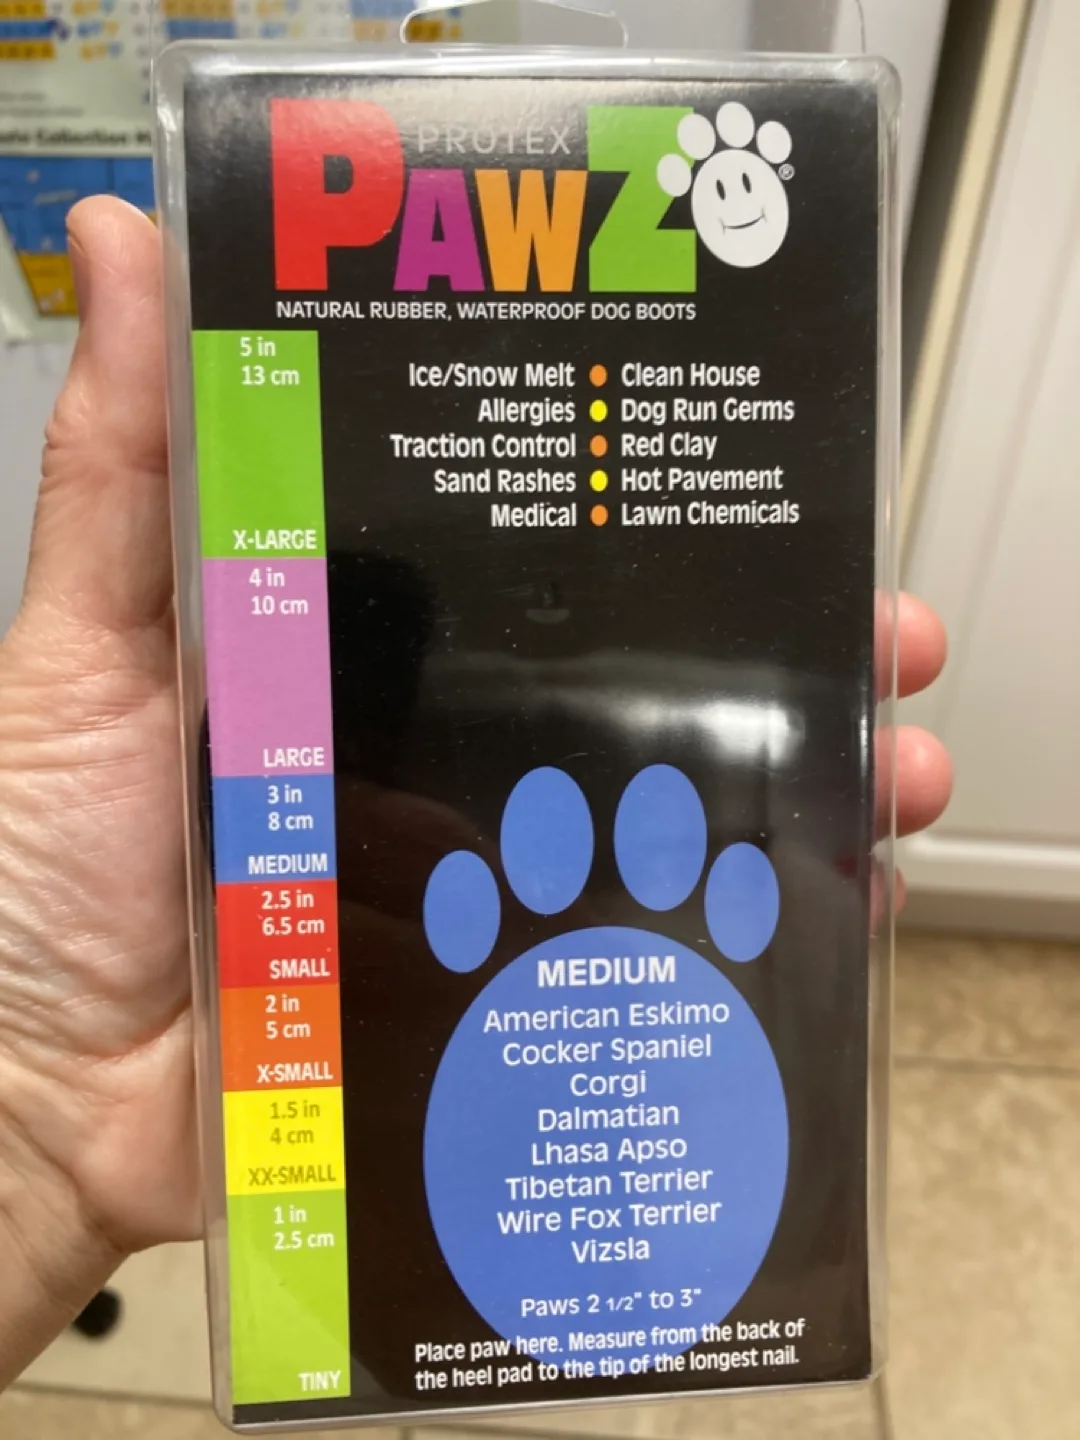 PROTEX
PAWZ®
NATURAL RUBBER, WATERPROOF DOG BOOTS
Ice/Snow Melt ● Clean House
Allergies ● Dog Run Germs
Traction Control ● Red Clay
Sand Rashes ● Hot Pavement
Medical ● Lawn Chemicals
5 in
13 cm
X-LARGE
4 in
10 cm
LARGE
3 in
8 cm
MEDIUM
2.5 in
6.5 cm
SMALL
2 in
5 cm
X-SMALL
1.5 in
4 cm
XX-SMALL
1 in
2.5 cm
TINY
MEDIUM
American Eskimo
Cocker Spaniel
Corgi
Dalmatian
Lhasa Apso
Tibetan Terrier
Wire Fox Terrier
Vizsla
Paws 2 1/2" to 3"
Place paw here. Measure from the back of
the heel pad to the tip of the longest nail.